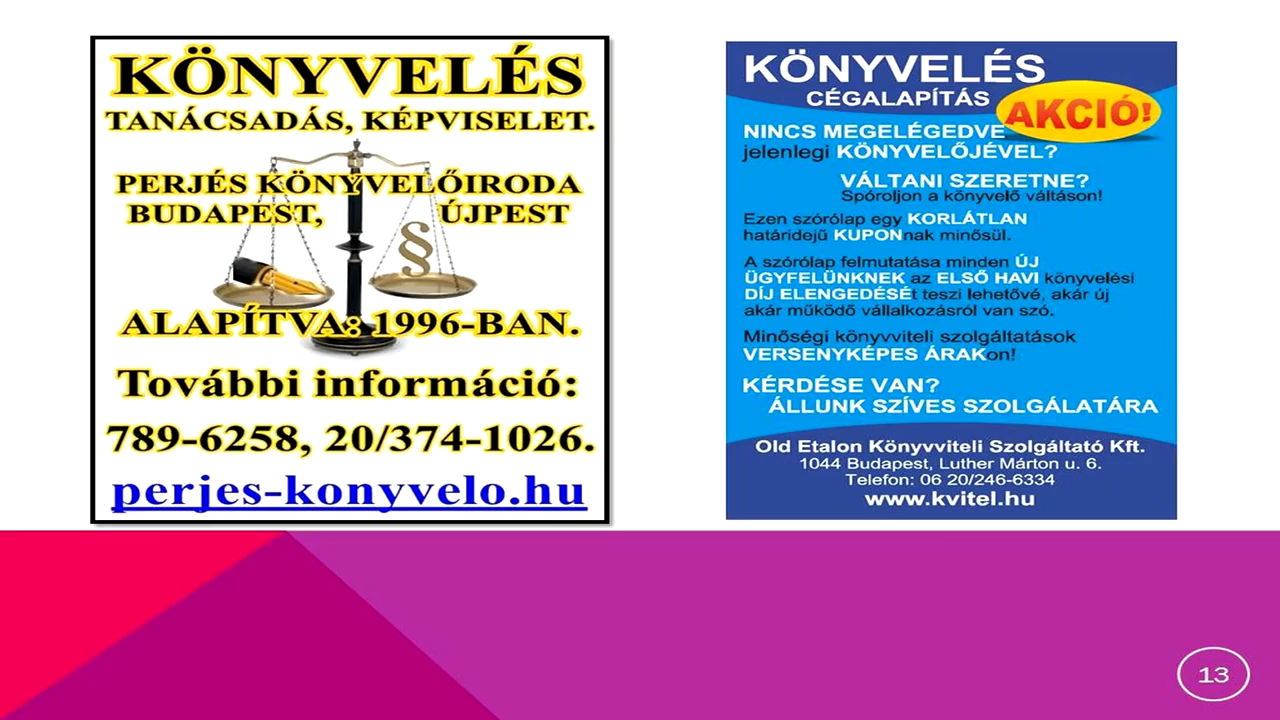 KÖNYVELÉS
TANÁCSADÁS, KÉPVISELET.
PERJÉS KÖNYVELŐIRODA
BUDAPEST, ÚJPEST
§
ALAPÍTVA: 1996-BAN.
További információ:
789-6258, 20/374-1026.
perjes-konyvelo.hu
KÖNYVELÉS
CÉGALAPÍTÁS
AKCIÓ!
NINCS MEGELÉGEDVE
jelenlegi KÖNYVELŐJÉVEL?
VÁLTANI SZERETNE?
Spóroljon a könyvelő váltáson!
Ezen szórólap egy KORLÁTLAN
határidejű KUPONnak minősül.
A szórólap felmutatása minden ÚJ
ÜGYFELÜNKNEK az ELSŐ HAVI könyvelési
DÍJ ELENGEDÉSÉt teszi lehetővé, akár új
akár működő vállalkozásról van szó.
Minőségi könyvviteli szolgáltatások
VERSENYKÉPES ÁRAKon!
KÉRDÉSE VAN?
ÁLLUNK SZÍVES SZOLGÁLATÁRA
Old Etalon Könyvviteli Szolgáltató Kft.
1044 Budapest, Luther Márton u. 6.
Telefon: 06 20/246-6334
www.kvitel.hu
13